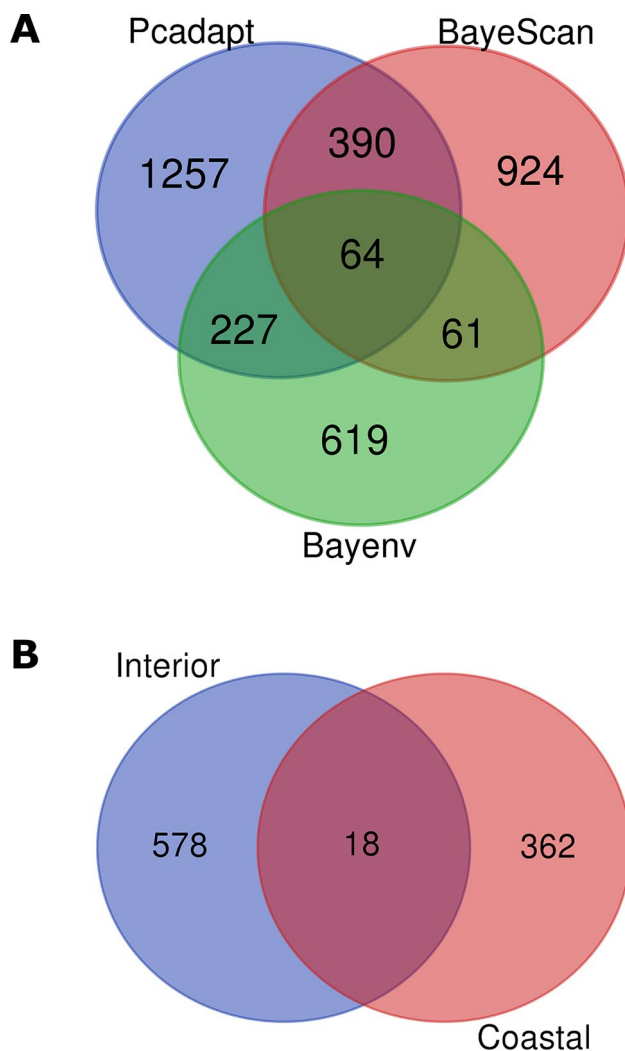 A
Pcadapt BayeScan
1257 390 924
64
227 61
619
Bayenv
B
Interior
578 18 362
Coastal